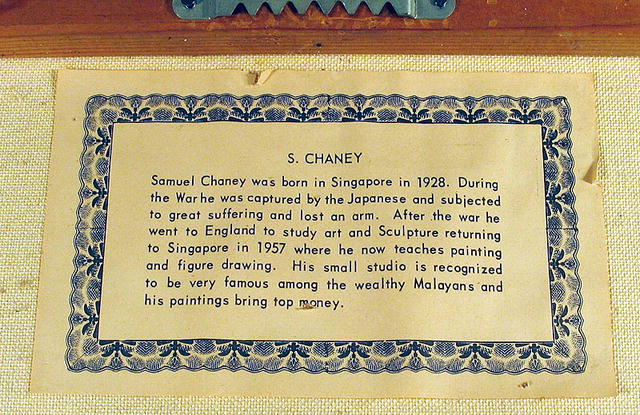 S. CHANEY
Samuel Chaney was born in Singapore in 1928. During
the War he was captured by the Japanese and subjected
to great suffering and lost an arm. After the war he
went to England to study art and Sculpture returning
to Singapore in 1957 where he now teaches painting
and figure drawing. His small studio is recognized
to be very famous among the wealthy Malayans and
his paintings bring top money.